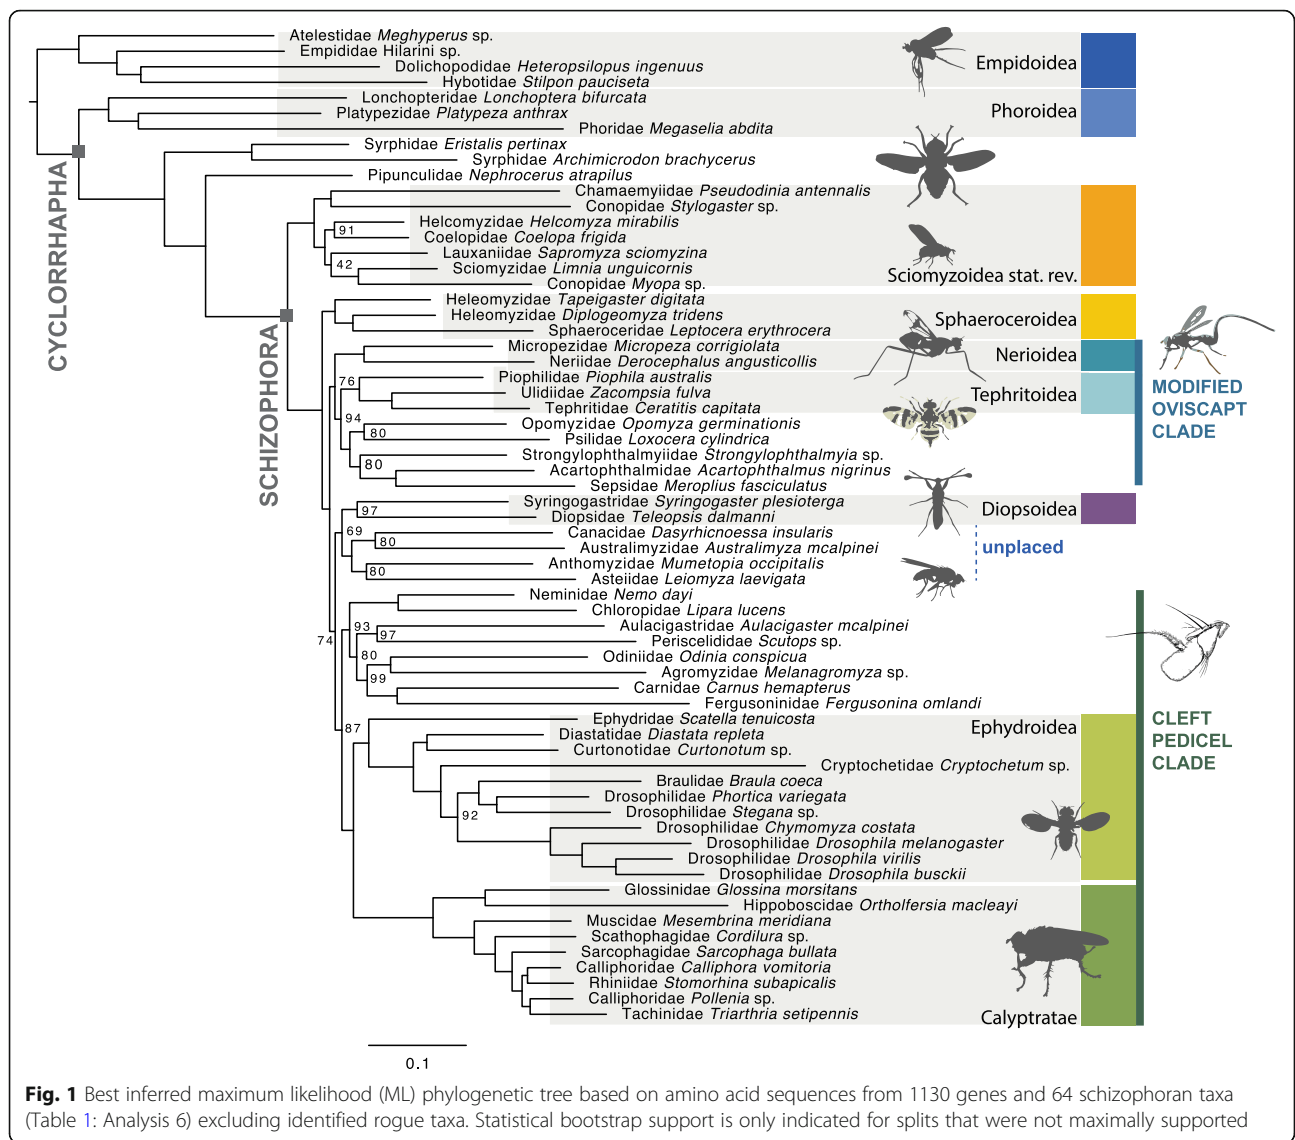 Atelestidae Meghyperus sp.
Empididae Hilarini sp.
Dolichopodidae Heteropsilopus ingenuus
Hybotidae Stilpon pauciseta
Empidoidea
Lonchopteridae Lonchoptera bifurcata
Platypezidae Platypeza anthrax
Phoridae Megaselia abdita
Phoroidea
CYCLORRHAPHA
Syrphidae Eristalis pertinax
Syrphidae Archimicrodon brachycerus
Pipunculidae Nephrocerus atrapilus
SCHIZOPHORA
Chamaemyiidae Pseudodinia antennalis
Conopidae Stylogaster sp.
Helcomyzidae Helcomyza mirabilis
91
Coelopidae Coelopa frigida
Lauxaniidae Sapromyza sciomyzina
42
Sciomyzidae Limnia unguicornis
Conopidae Myopa sp.
Sciomyzoidea stat. rev.
Heleomyzidae Tapeigaster digitata
Heleomyzidae Diplogeomyza tridens
Sphaeroceridae Leptocera erythrocera
Sphaeroceroidea
Micropezidae Micropeza corrigiolata
Neriidae Derocephalus angusticollis
Nerioidea
76
Piophilidae Piophila australis
Ulidiidae Zacompsia fulva
Tephritidae Ceratitis capitata
Tephritoidea
MODIFIED
OVISCAPT
CLADE
94
Opomyzidae Opomyza germinationis
80
Psilidae Loxocera cylindrica
Strongylophthalmyiidae Strongylophthalmyia sp.
80
Acartophthalmidae Acartophthalmus nigrinus
Sepsidae Meroplius fasciculatus
Syringogastridae Syringogaster plesioterga
97
Diopsidae Teleopsis dalmanni
Diopsoidea
69
Canacidae Dasyrhicnoessa insularis
80
Australimyzidae Australimyza mcalpinei
unplaced
Anthomyzidae Mumetopia occipitalis
80
Asteiidae Leiomyza laevigata
74
Neminidae Nemo dayi
Chloropidae Lipara lucens
93
Aulacigastridae Aulacigaster mcalpinei
97
Periscelididae Scutops sp.
80
Odiniidae Odinia conspicua
99
Agromyzidae Melanagromyza sp.
Carnidae Carnus hemapterus
Fergusoninidae Fergusonina omlandi
CLEFT
PEDICEL
CLADE
87
Ephydridae Scatella tenuicosta
Ephydroidea
Diastatidae Diastata repleta
Curtonotidae Curtonotum sp.
Cryptochetidae Cryptochetum sp.
Braulidae Braula coeca
Drosophilidae Phortica variegata
92
Drosophilidae Stegana sp.
Drosophilidae Chymomyza costata
Drosophilidae Drosophila melanogaster
Drosophilidae Drosophila virilis
Drosophilidae Drosophila busckii
Glossinidae Glossina morsitans
Hippoboscidae Ortholfersia macleayi
Muscidae Mesembrina meridiana
Scathophagidae Cordilura sp.
Sarcophagidae Sarcophaga bullata
Calliphoridae Calliphora vomitoria
Rhiniidae Stomorhina subapicalis
Calliphoridae Pollenia sp.
Tachinidae Triarthria setipennis
Calyptratae
0.1
Fig. 1 Best inferred maximum likelihood (ML) phylogenetic tree based on amino acid sequences from 1130 genes and 64 schizophoran taxa
(Table 1: Analysis 6) excluding identified rogue taxa. Statistical bootstrap support is only indicated for splits that were not maximally supported